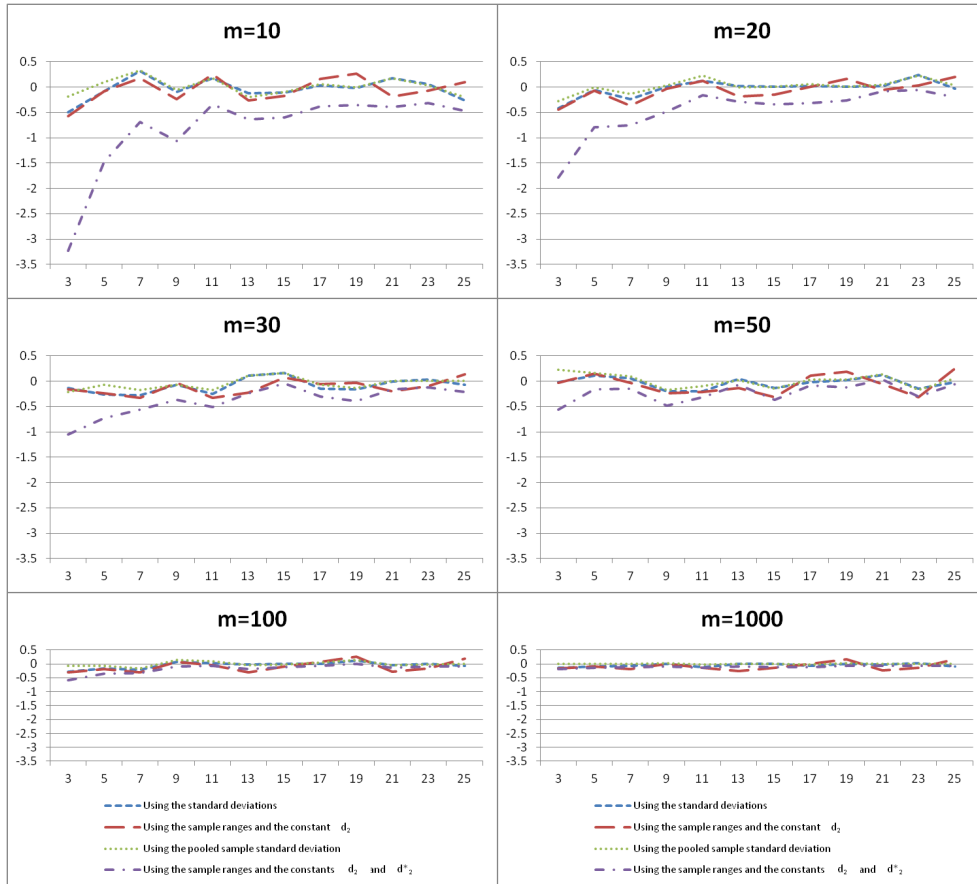 m=10
0.5
0
-0.5
-1
-1.5
-2
-2.5
-3
-3.5
3 5 7 9 11 13 15 17 19 21 23 25
m=20
0.5
0
-0.5
-1
-1.5
-2
-2.5
-3
-3.5
3 5 7 9 11 13 15 17 19 21 23 25
m=30
0.5
0
-0.5
-1
-1.5
-2
-2.5
-3
-3.5
3 5 7 9 11 13 15 17 19 21 23 25
m=50
0.5
0
-0.5
-1
-1.5
-2
-2.5
-3
-3.5
3 5 7 9 11 13 15 17 19 21 23 25
m=100
0.5
0
-0.5
-1
-1.5
-2
-2.5
-3
-3.5
3 5 7 9 11 13 15 17 19 21 23 25
Using the standard deviations
Using the sample ranges and the constant d₂
Using the pooled sample standard deviation
Using the sample ranges and the constants d₂ and d*₂
m=1000
0.5
0
-0.5
-1
-1.5
-2
-2.5
-3
-3.5
3 5 7 9 11 13 15 17 19 21 23 25
Using the standard deviations
Using the sample ranges and the constant d₂
Using the pooled sample standard deviation
Using the sample ranges and the constants d₂ and d*₂